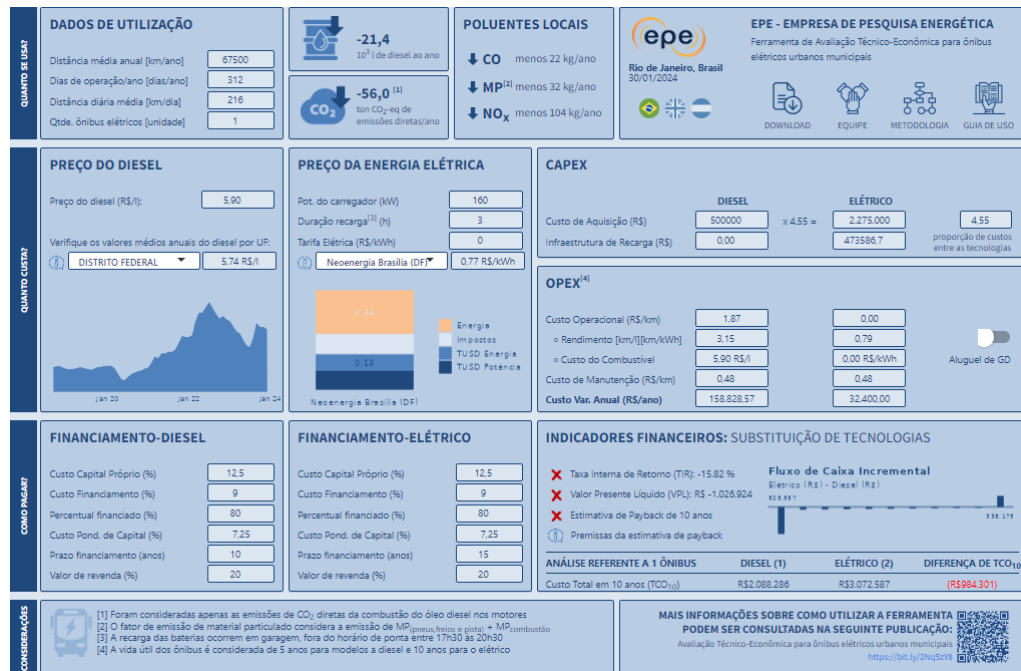 QUANTO SE USA?
DADOS DE UTILIZAÇÃO
Distância média anual [km/ano] 67500
Dias de operação/ano [dias/ano] 312
Distância diária média [km/dia] 216
Qtde. ônibus elétricos [unidade] 1
-21,4
10³ l de diesel ao ano
CO₂
-56,0 [1]
ton CO₂-eq de
emissões diretas/ano
POLUENTES LOCAIS
CO menos 22 kg/ano
MP[2] menos 32 kg/ano
NOₓ menos 104 kg/ano
epe
Rio de Janeiro, Brasil
30/01/2024
EPE - EMPRESA DE PESQUISA ENERGÉTICA
Ferramenta de Avaliação Técnico-Econômica para ônibus
elétricos urbanos municipais
DOWNLOAD EQUIPE METODOLOGIA GUIA DE USO
QUANTO CUSTA?
PREÇO DO DIESEL
Preço do diesel (R$/l): 5,90
Verifique os valores médios anuais do diesel por UF:
DISTRITO FEDERAL 5,74 R$/l
Jan 20 Jan 22 Jan 24
PREÇO DA ENERGIA ELÉTRICA
Pot. do carregador (kW) 160
Duração recarga[3] (h) 3
Tarifa Elétrica (R$/kWh) 0
Neoenergia Brasília (DF) 0,77 R$/kWh
0.34
0.13
Energia
Impostos
TUSD Energia
TUSD Potência
Neoenergia Brasília (DF)
CAPEX
DIESEL ELÉTRICO
Custo de Aquisição (R$) 500000 x 4.55 = 2.275.000 4,55
Infraestrutura de Recarga (R$) 0,00 473586,7
proporção de custos
entre as tecnologias
OPEX[4]
Custo Operacional (R$/km) 1,87 0,00
Rendimento [km/l][km/kWh] 3,15 0,79
Custo do Combustível 5,90 R$/l 0,00 R$/kWh
Custo de Manutenção (R$/km) 0,48 0,48
Custo Var. Anual (R$/ano) 158.828,57 32.400,00
Aluguel de GD
COMO PAGAR?
FINANCIAMENTO-DIESEL
Custo Capital Próprio (%) 12,5
Custo Financiamento (%) 9
Percentual financiado (%) 80
Custo Pond. de Capital (%) 7,25
Prazo financiamento (anos) 10
Valor de revenda (%) 20
FINANCIAMENTO-ELÉTRICO
Custo Capital Próprio (%) 12,5
Custo Financiamento (%) 9
Percentual financiado (%) 80
Custo Pond. de Capital (%) 7,25
Prazo financiamento (anos) 15
Valor de revenda (%) 20
INDICADORES FINANCEIROS: SUBSTITUIÇÃO DE TECNOLOGIAS
Taxa Interna de Retorno (TIR): -15.82 %
Valor Presente Líquido (VPL): R$ -1.026.924
Estimativa de Payback de 10 anos
Premissas da estimativa de payback
Fluxo de Caixa Incremental
Elétrico (R$) - Diesel (R$)
ANÁLISE REFERENTE A 1 ÔNIBUS DIESEL (1) ELÉTRICO (2) DIFERENÇA DE TCO₁₀
Custo Total em 10 anos (TCO₁₀) R$2.088.286 R$3.072.587 (R$984.301)
CONSIDERAÇÕES
[1] Foram consideradas apenas as emissões de CO₂ diretas da combustão do óleo diesel nos motores
[2] O fator de emissão de material particulado considera a emissão de MP(pneus,freios e pista) + MPcombustão
[3] A recarga das baterias ocorrem em garagem, fora do horário de ponta entre 17h30 às 20h30
[4] A vida útil dos ônibus é considerada de 5 anos para modelos a diesel e 10 anos para o elétrico
MAIS INFORMAÇÕES SOBRE COMO UTILIZAR A FERRAMENTA
PODEM SER CONSULTADAS NA SEGUINTE PUBLICAÇÃO:
Avaliação Técnico-Econômica para ônibus elétricos urbanos municipais